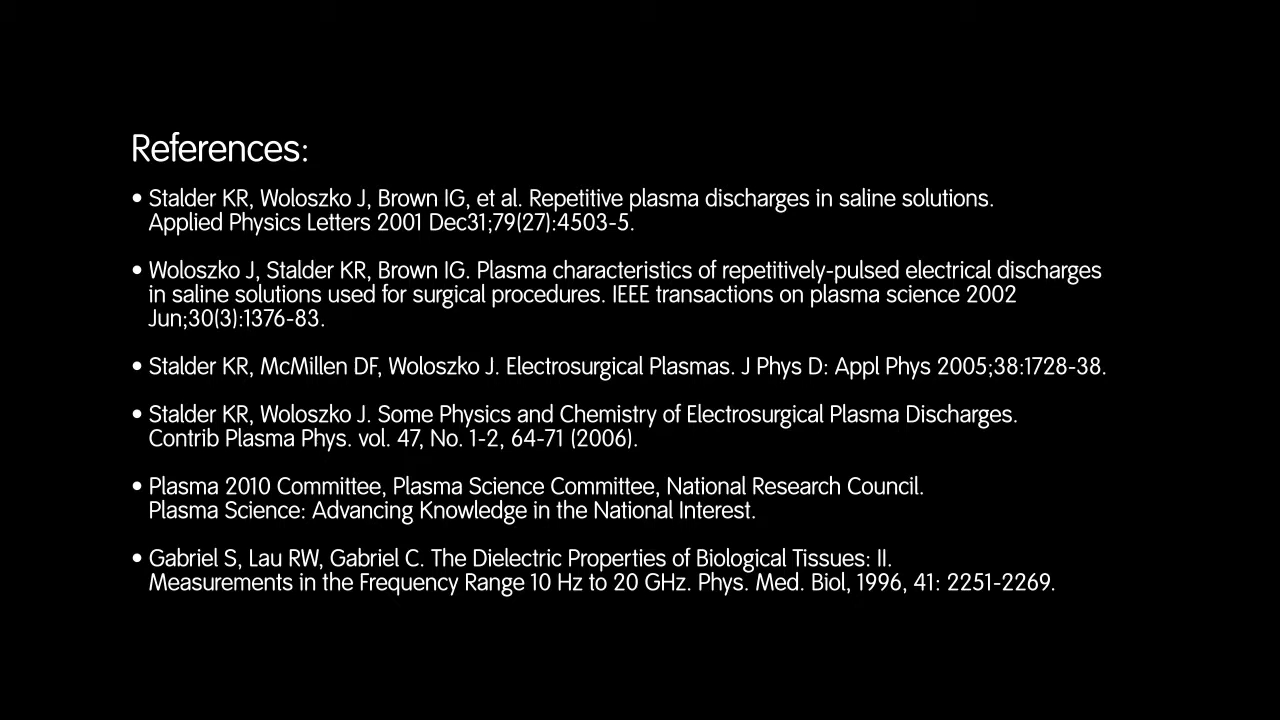 References:
• Stalder KR, Woloszko J, Brown IG, et al. Repetitive plasma discharges in saline solutions.
Applied Physics Letters 2001 Dec31;79(27):4503-5.
• Woloszko J, Stalder KR, Brown IG. Plasma characteristics of repetitively-pulsed electrical discharges
in saline solutions used for surgical procedures. IEEE transactions on plasma science 2002
Jun;30(3):1376-83.
• Stalder KR, McMillen DF, Woloszko J. Electrosurgical Plasmas. J Phys D: Appl Phys 2005;38:1728-38.
• Stalder KR, Woloszko J. Some Physics and Chemistry of Electrosurgical Plasma Discharges.
Contrib Plasma Phys. vol. 47, No. 1-2, 64-71 (2006).
• Plasma 2010 Committee, Plasma Science Committee, National Research Council.
Plasma Science: Advancing Knowledge in the National Interest.
• Gabriel S, Lau RW, Gabriel C. The Dielectric Properties of Biological Tissues: II.
Measurements in the Frequency Range 10 Hz to 20 GHz. Phys. Med. Biol, 1996, 41: 2251-2269.